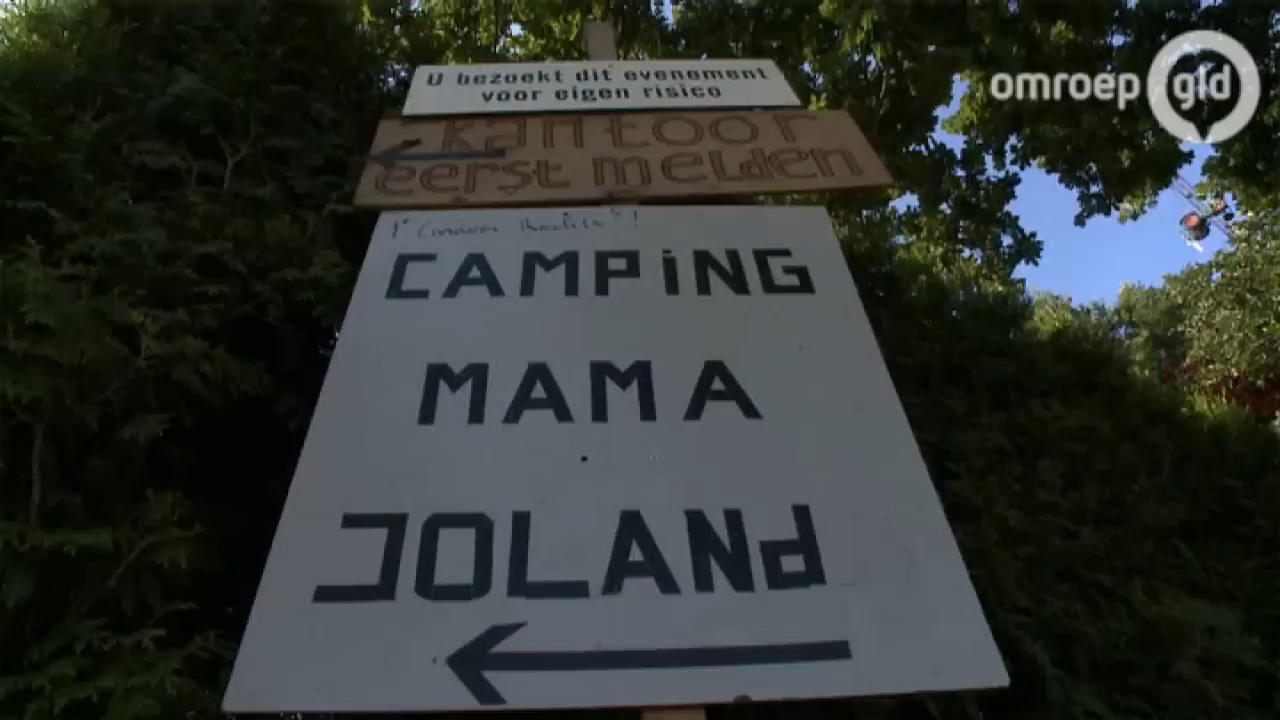 omroep gld
U bezoekt dit evenement
voor eigen risico
kantoor
eerst melden
CAMPiNG
MAMA
JOLANd